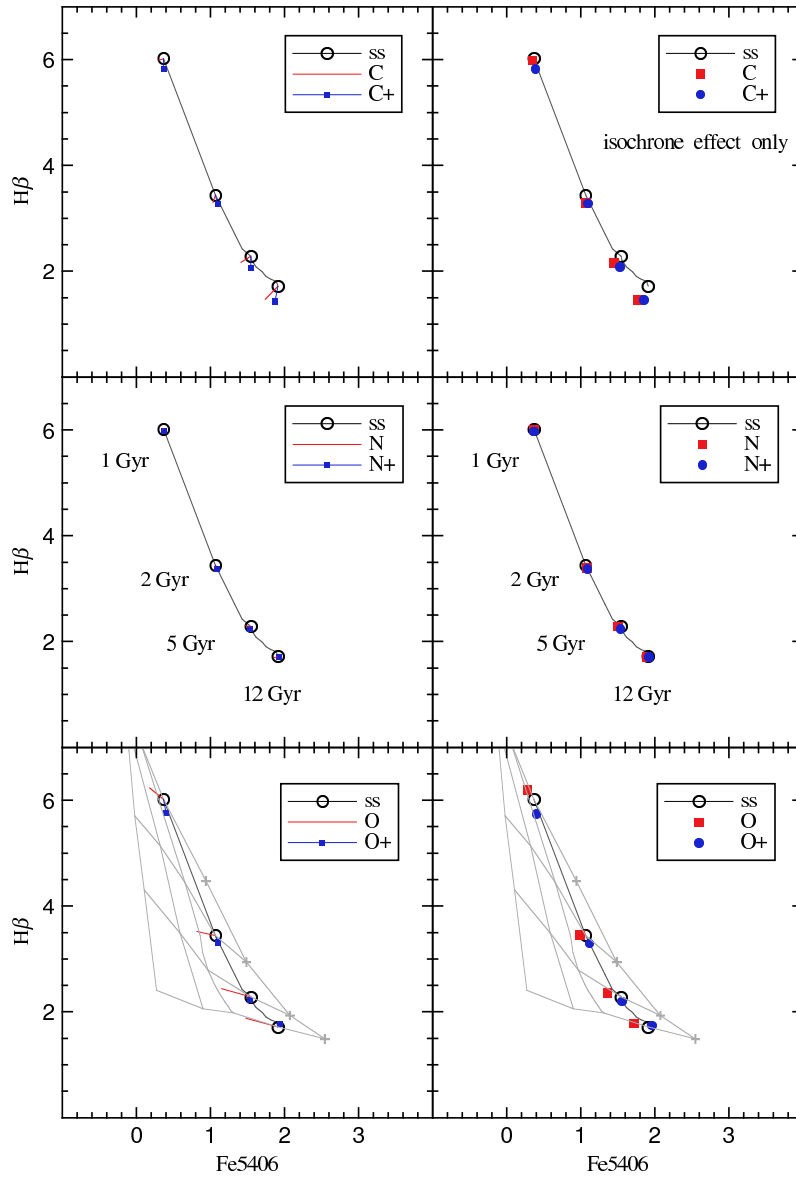 6
4
2
Hβ
ss
C
C+
ss
C
C+
isochrone effect only
6
4
2
Hβ
ss
N
N+
1 Gyr
2 Gyr
5 Gyr
12 Gyr
ss
N
N+
1 Gyr
2 Gyr
5 Gyr
12 Gyr
6
4
2
Hβ
ss
O
O+
ss
O
O+
0 1 2 3
0 1 2 3
Fe5406
Fe5406